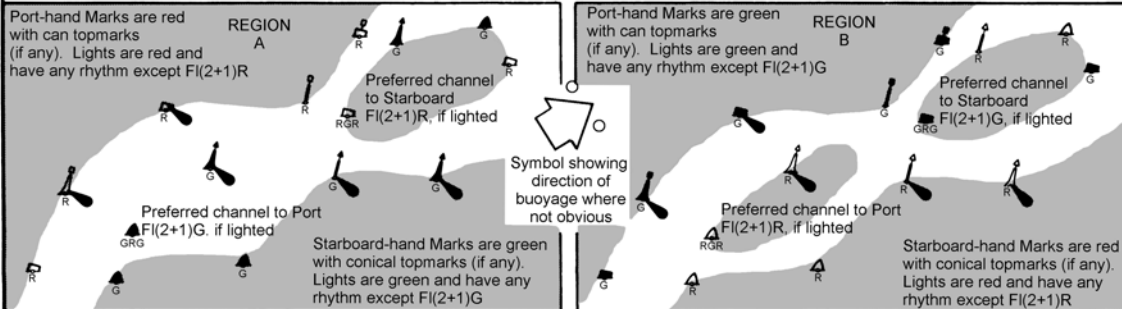 Port-hand Marks are red
with can topmarks
(if any). Lights are red and
have any rhythm except Fl(2+1)R
REGION
A
R
G
G
R
Preferred channel
to Starboard
Fl(2+1)R, if lighted
R
R
RGR
G
G
G
R
Preferred channel to Port
Fl(2+1)G. if lighted
GRG
R
G
G
Starboard-hand Marks are green
with conical topmarks (if any).
Lights are green and have any
rhythm except Fl(2+1)G
Symbol showing
direction of
buoyage where
not obvious
Port-hand Marks are green
with can topmarks
(if any). Lights are green and
have any rhythm except Fl(2+1)G
REGION
B
G
R
R
G
Preferred channel
to Starboard
Fl(2+1)G, if lighted
G
G
GRG
R
R
R
G
Preferred channel to Port
Fl(2+1)R, if lighted
RGR
G
R
R
Starboard-hand Marks are red
with conical topmarks (if any).
Lights are red and have any
rhythm except Fl(2+1)R